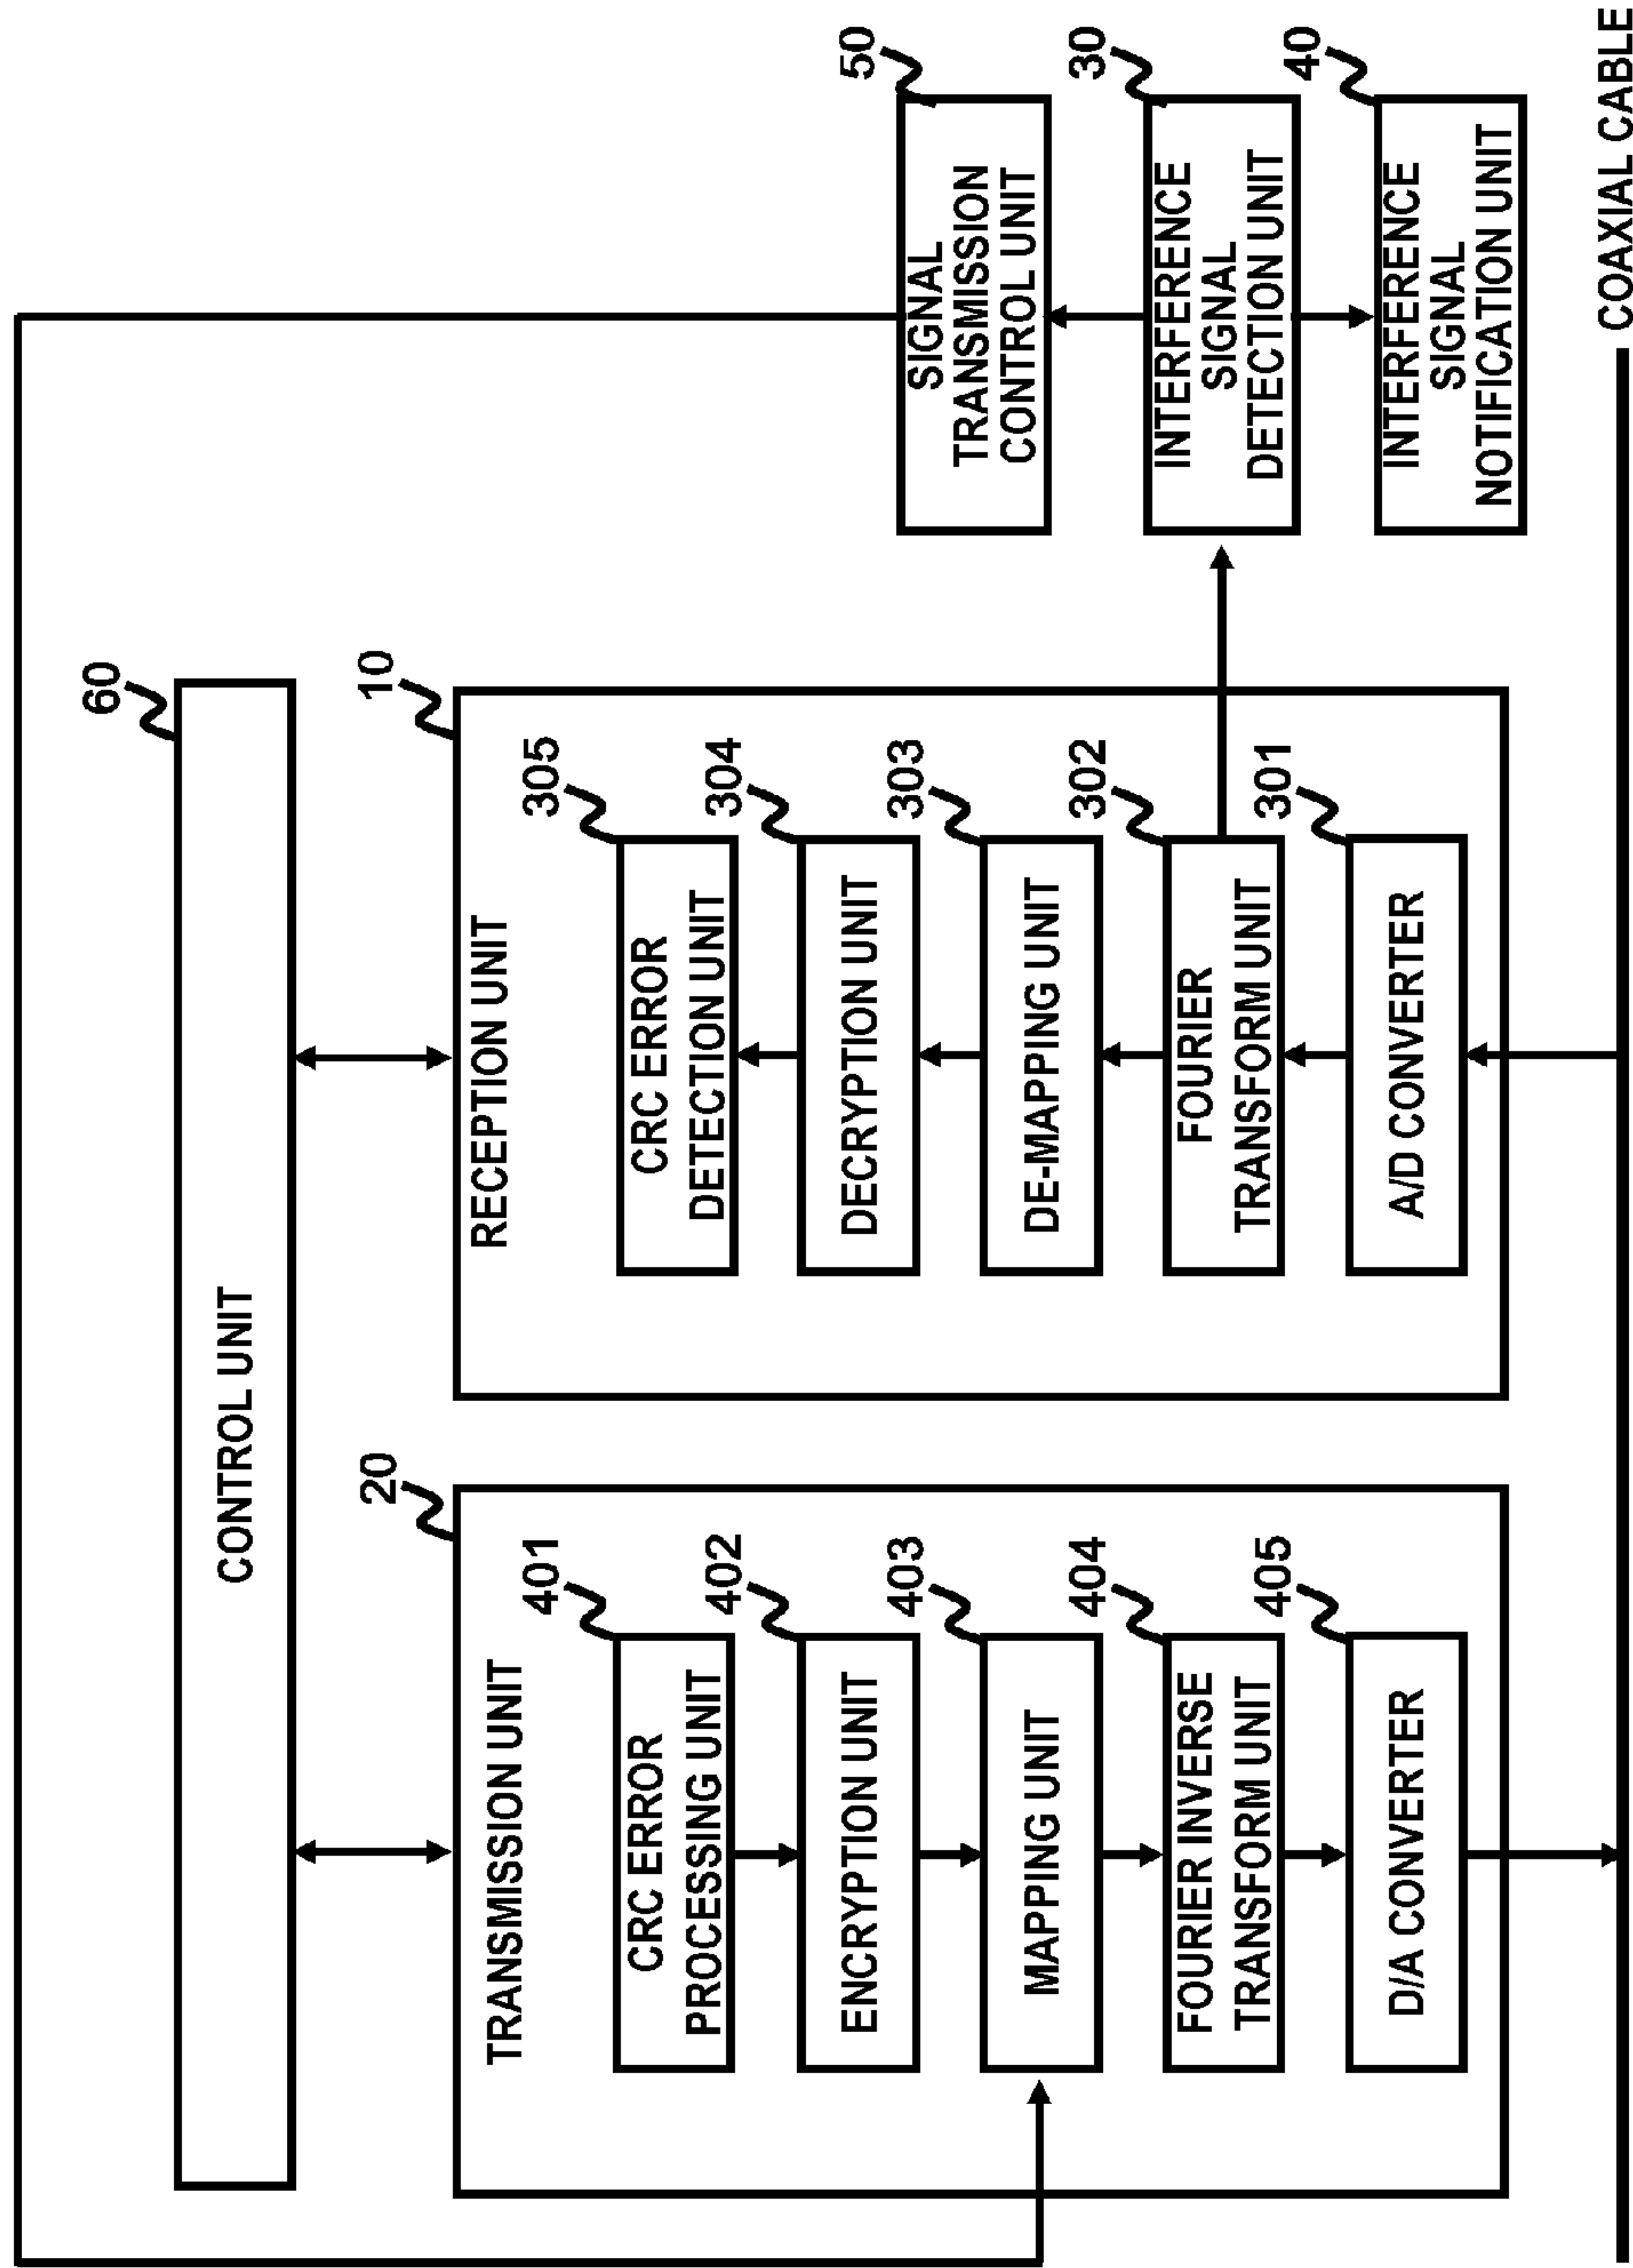 60
CONTROL UNIT
20
TRANSMISSION UNIT
401
CRC ERROR
PROCESSING UNIT
402
ENCRYPTION UNIT
403
MAPPING UNIT
404
FOURIER INVERSE
TRANSFORM UNIT
405
D/A CONVERTER
10
RECEPTION UNIT
305
CRC ERROR
DETECTION UNIT
304
DECRYPTION UNIT
303
DE-MAPPING UNIT
302
FOURIER
TRANSFORM UNIT
301
A/D CONVERTER
50
SIGNAL
TRANSMISSION
CONTROL UNIT
30
INTERFERENCE
SIGNAL
DETECTION UNIT
40
INTERFERENCE
SIGNAL
NOTIFICATION UNIT
COAXIAL CABLE